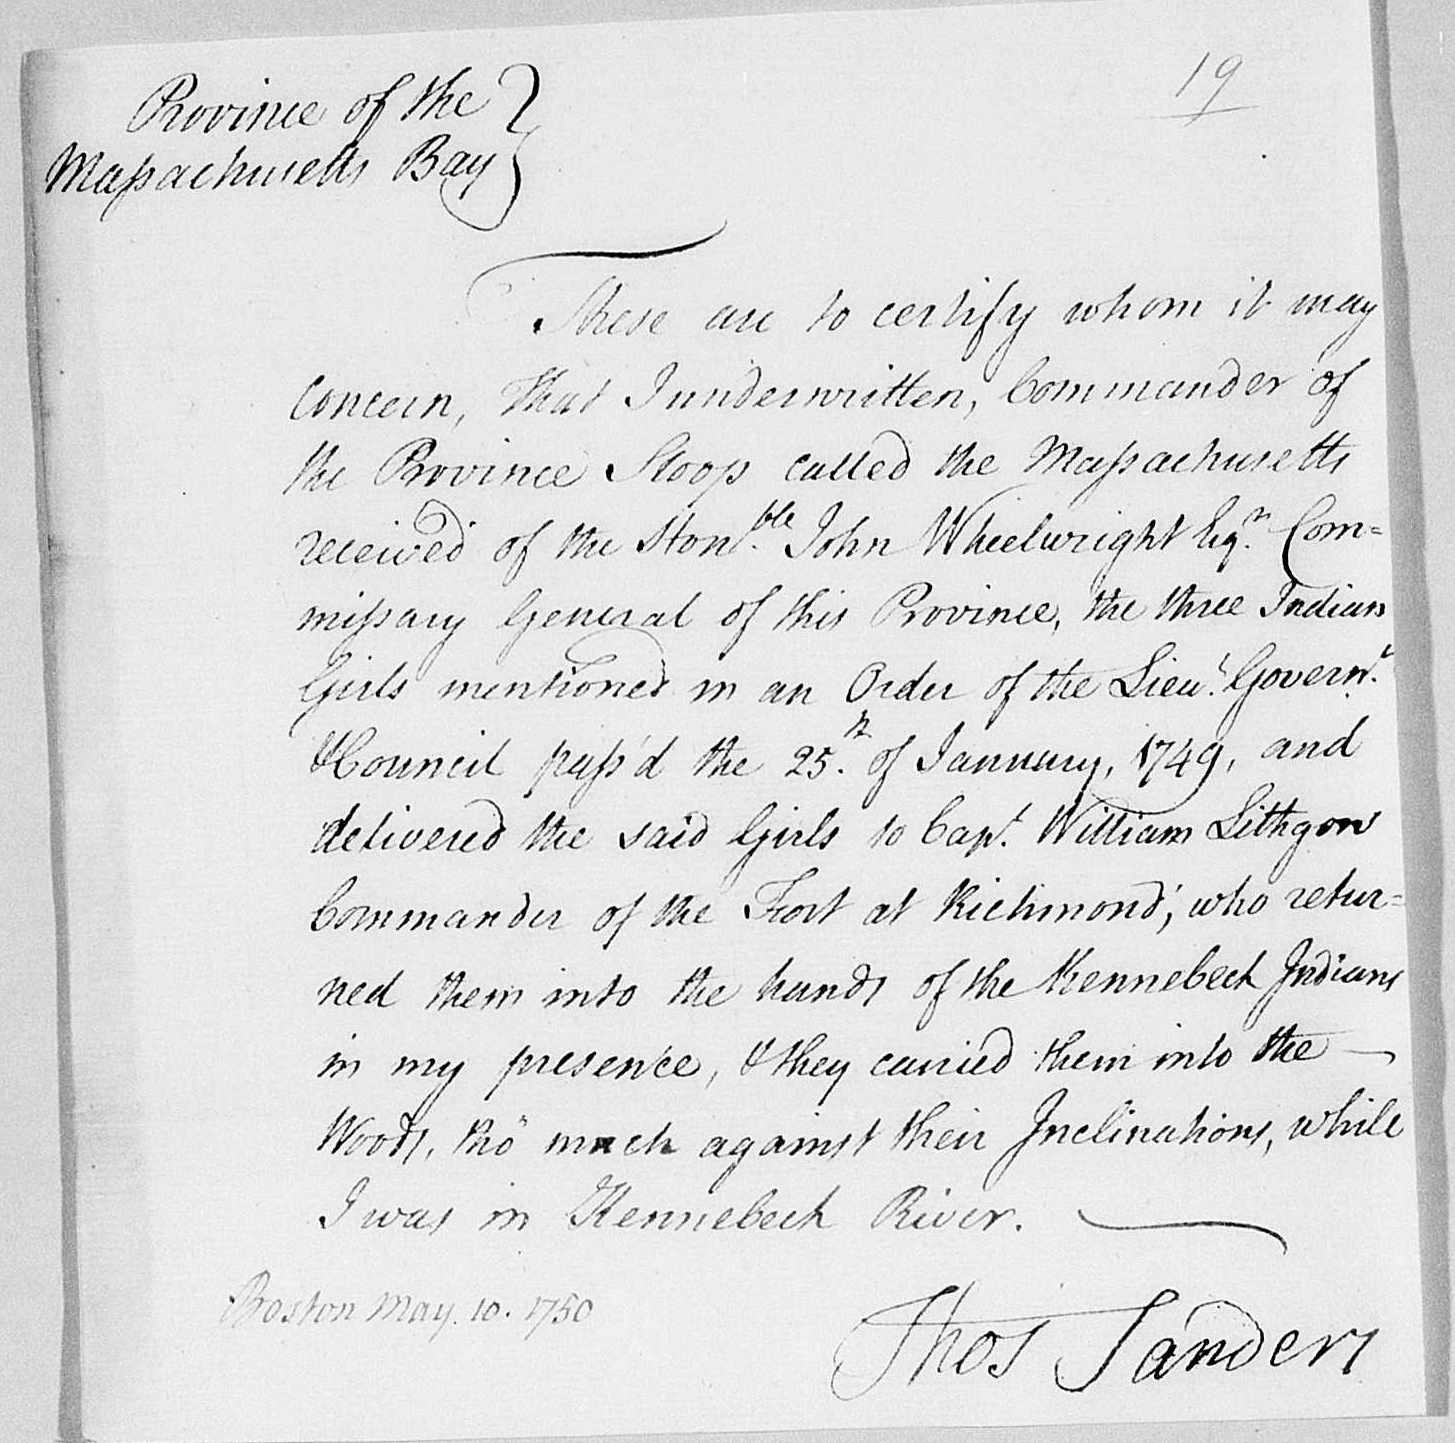 19
Province of the
Massachusetts Bay
These are to certify whom it may
concern, That I underwritten, Commander of
the Province Sloop called the Massachusetts
received of the Hon.ble John Wheelwright Esq.r Com=
missary General of this Province, the three Indian
Girls mentioned in an Order of the Lieu.t Govern.r
& Council pass'd the 25.th of January, 1749, and
delivered the said Girls to Cap.t William Lithgow
Commander of the Fort at Richmond; who retur=
ned them into the hands of the Kennebeck Indians
in my presence, & they carried them into the
Woods, tho' much against their Inclinations, while
I was in Kennebeck River.
Boston May. 10. 1750
Thos Sanders